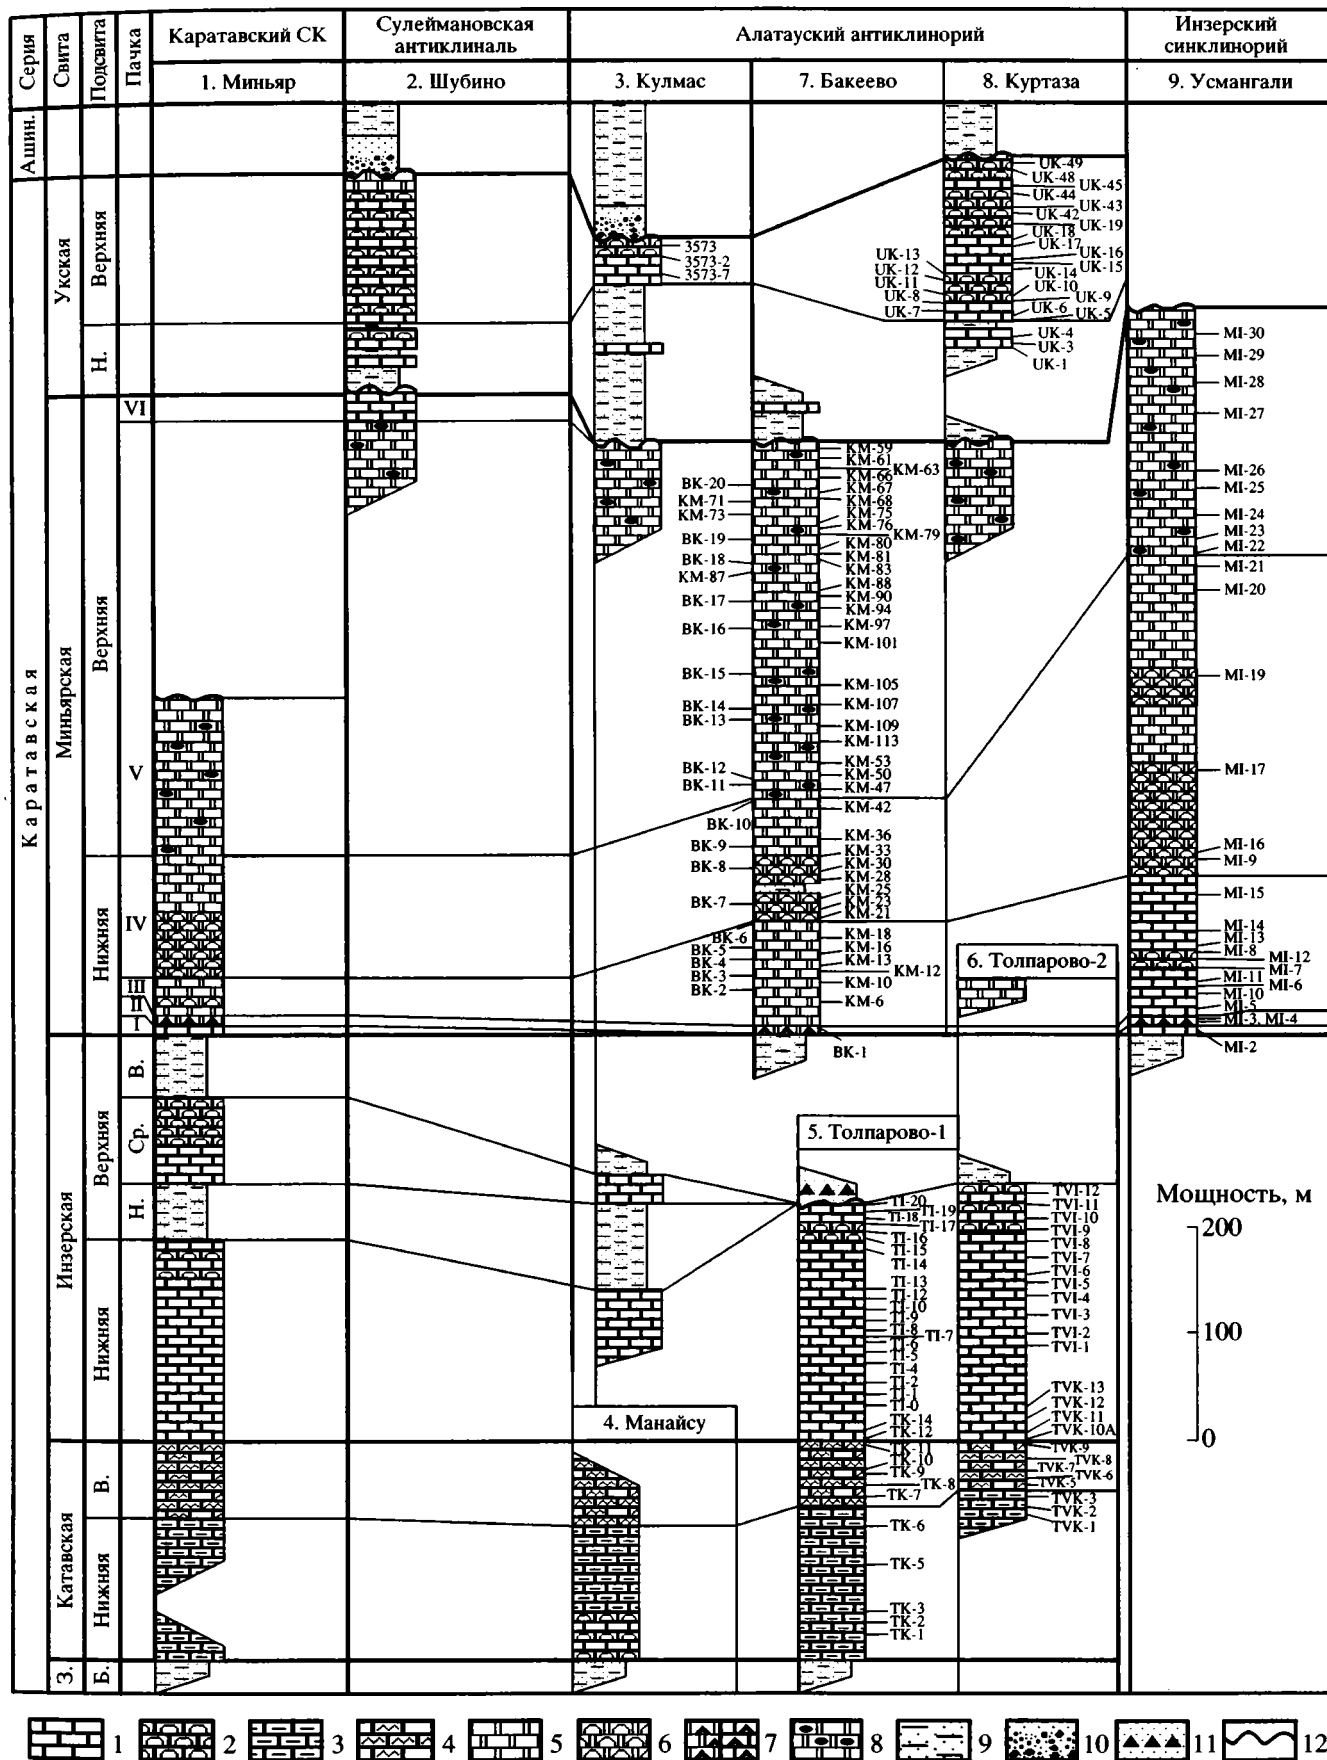 Серия
Свита
Подсвита
Пачка
Каратавский СК
Сулеймановская
антиклиналь
Алатауский антиклинорий
Инзерский
синклинорий
1. Миньяр
2. Шубино
3. Кулмас
7. Бакеево
8. Куртаза
9. Усмангали
Ашин.
Каратавская
Укская
Верхняя
Н.
Миньярская
Верхняя
VI
V
Нижняя
IV
III
II
I
Инзерская
Верхняя
В.
Ср.
Н.
Нижняя
Катавская
В.
Нижняя
З.
Б.
3573
3573-2
3573-7
UK-49
UK-48
UK-45
UK-44
UK-43
UK-42
UK-19
UK-18
UK-17
UK-16
UK-15
UK-14
UK-10
UK-9
UK-6
UK-5
UK-4
UK-3
UK-1
UK-13
UK-12
UK-11
UK-8
UK-7
MI-30
MI-29
MI-28
MI-27
MI-26
MI-25
MI-24
MI-23
MI-22
MI-21
MI-20
MI-19
MI-17
MI-16
MI-9
MI-15
MI-14
MI-13
MI-8
MI-12
MI-7
MI-11
MI-6
MI-10
MI-5
MI-3, MI-4
MI-2
BK-20
KM-71
KM-73
BK-19
BK-18
KM-87
BK-17
BK-16
BK-15
BK-14
BK-13
BK-12
BK-11
BK-10
BK-9
BK-8
BK-7
BK-6
BK-5
BK-4
BK-3
BK-2
BK-1
KM-59
KM-61
KM-63
KM-66
KM-67
KM-68
KM-75
KM-76
KM-79
KM-80
KM-81
KM-83
KM-88
KM-90
KM-94
KM-97
KM-101
KM-105
KM-107
KM-109
KM-113
KM-53
KM-50
KM-47
KM-42
KM-36
KM-33
KM-30
KM-28
KM-25
KM-23
KM-21
KM-18
KM-16
KM-13
KM-12
KM-10
KM-6
6. Толпарово-2
5. Толпарово-1
4. Манайсу
TI-20
TI-19
TI-18
TI-17
TI-16
TI-15
TI-14
TI-13
TI-12
TI-10
TI-9
TI-8
TI-7
TI-6
TI-5
TI-4
TI-2
TI-1
TI-0
TK-14
TK-12
TK-11
TK-10
TK-9
TK-8
TK-7
TK-6
TK-5
TK-3
TK-2
TK-1
TVI-12
TVI-11
TVI-10
TVI-9
TVI-8
TVI-7
TVI-6
TVI-5
TVI-4
TVI-3
TVI-2
TVI-1
TVK-13
TVK-12
TVK-11
TVK-10A
TVK-9
TVK-8
TVK-7
TVK-6
TVK-5
TVK-3
TVK-2
TVK-1
Мощность, м
200
100
0
1 2 3 4 5 6 7 8 9 10 11 12